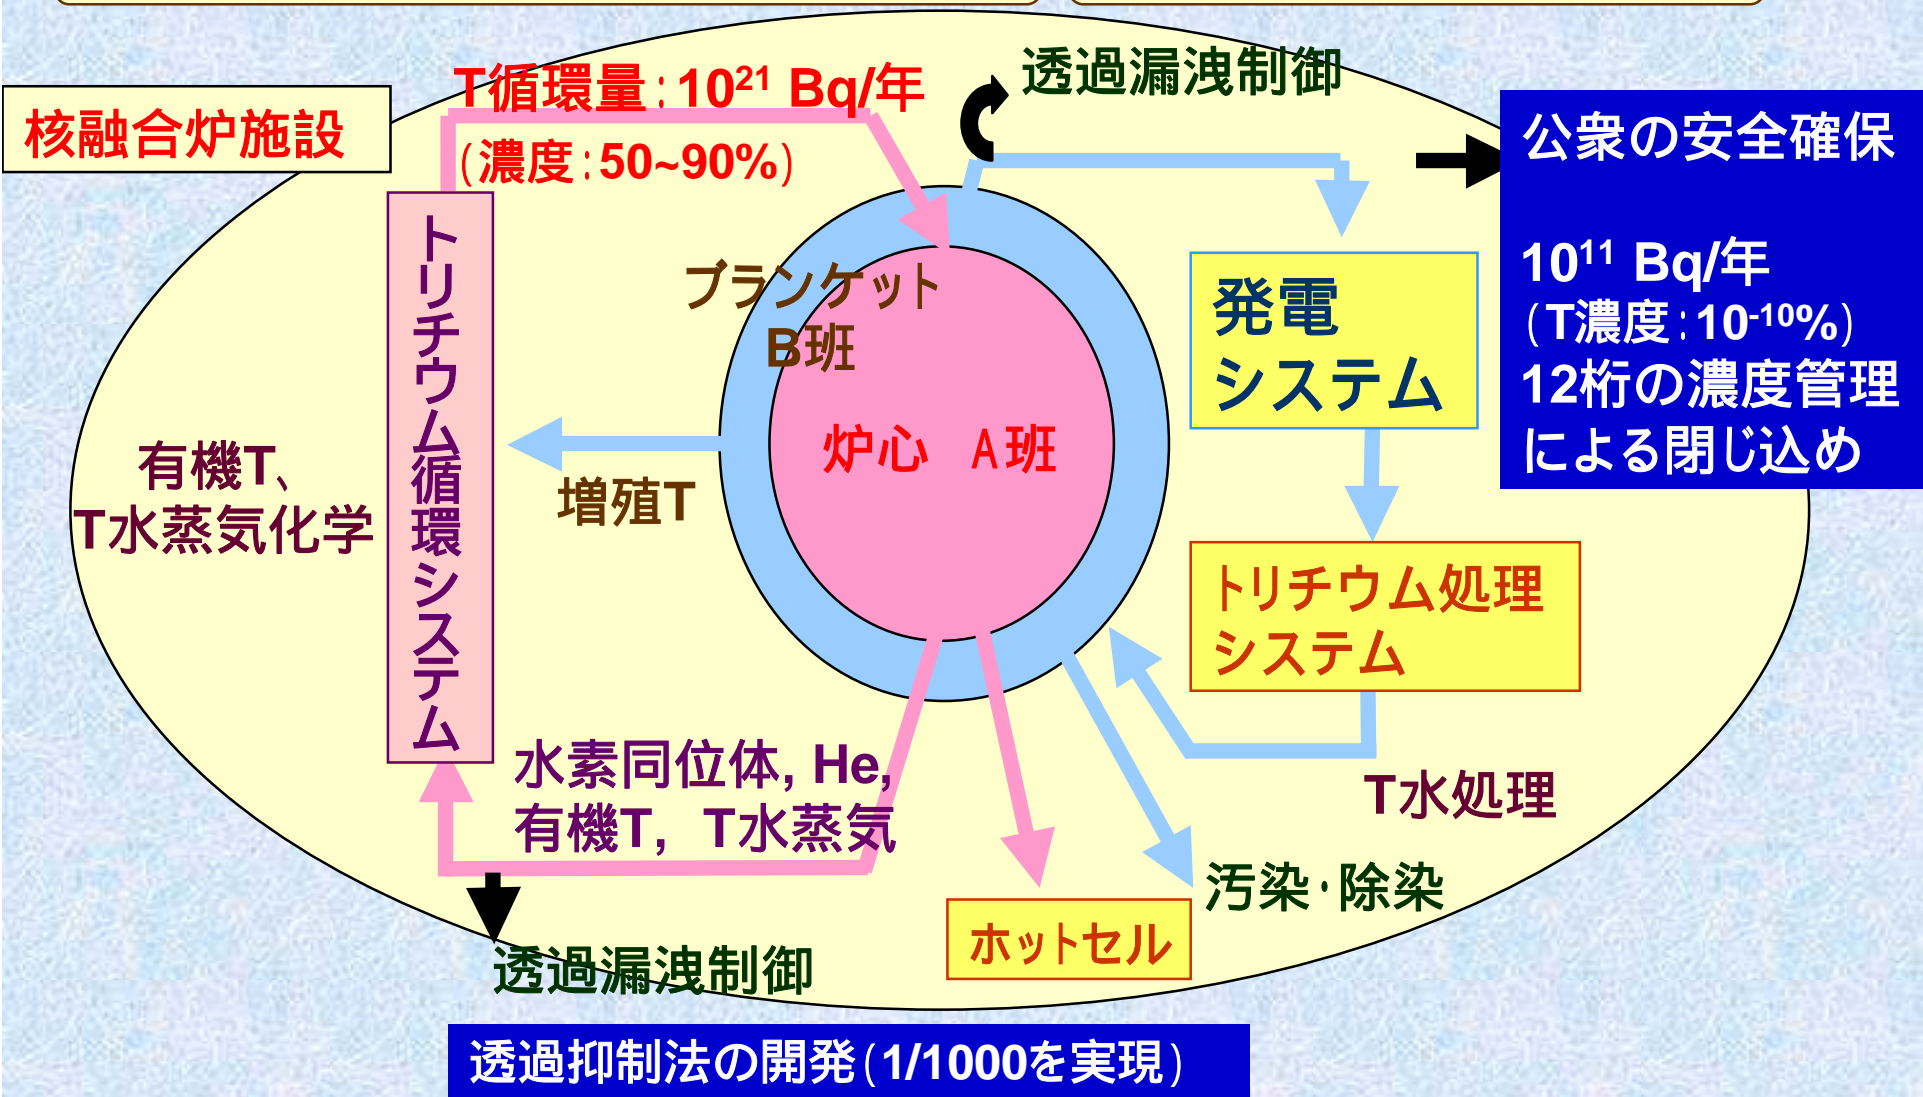 T循環量:10²¹ Bq/年
(濃度:50~90%)
透過漏洩制御
核融合炉施設
公衆の安全確保
10¹¹ Bq/年
(T濃度:10⁻¹⁰%)
12桁の濃度管理
による閉じ込め
トリチウム循環システム
ブランケット
B班
発電
システム
炉心 A班
有機T、
T水蒸気化学
増殖T
トリチウム処理
システム
水素同位体, He,
有機T, T水蒸気
T水処理
汚染・除染
ホットセル
透過漏洩制御
透過抑制法の開発(1/1000を実現)